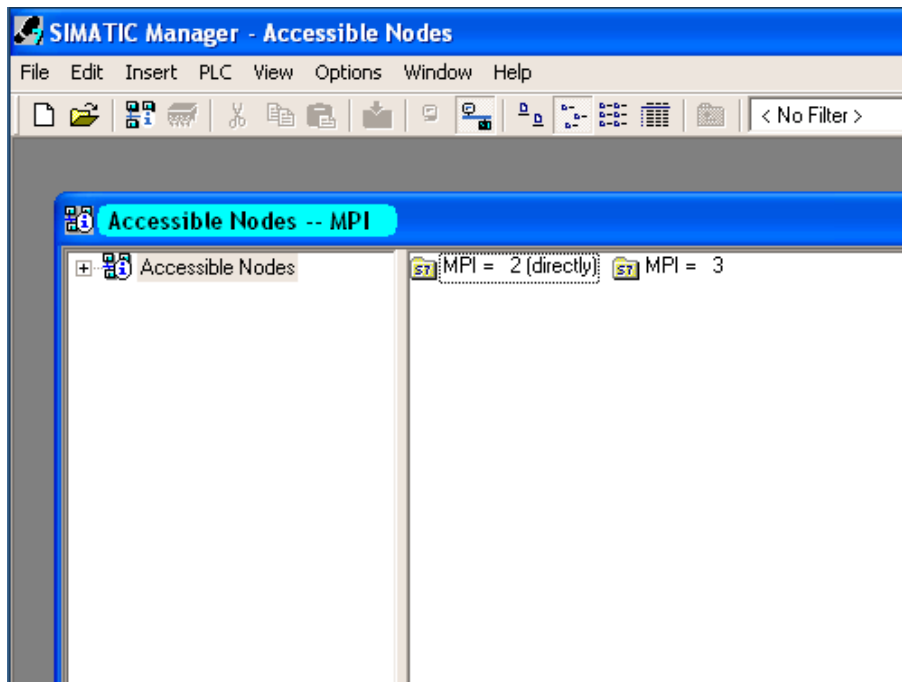 SIMATIC Manager - Accessible Nodes
File Edit Insert PLC View Options Window Help
< No Filter >
Accessible Nodes -- MPI
Accessible Nodes
MPI = 2 (directly) MPI = 3